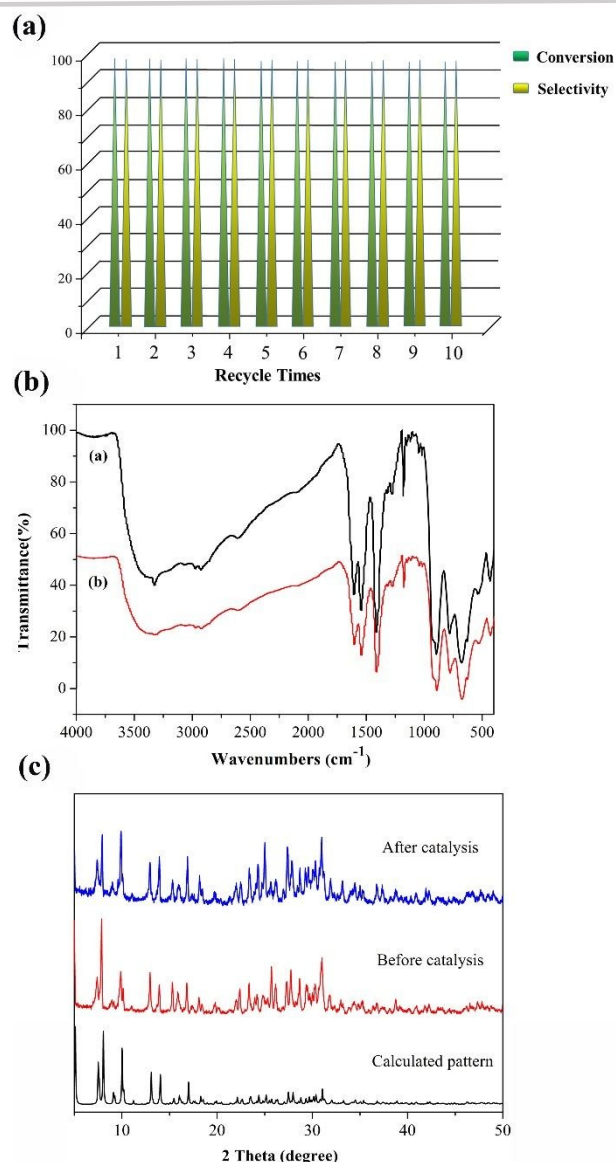 (a)
100
80
60
40
20
0
Conversion
Selectivity
1 2 3 4 5 6 7 8 9 10
Recycle Times
(b)
100
80
60
40
20
0
Transmittance(%)
(a)
(b)
4000 3500 3000 2500 2000 1500 1000 500
Wavenumbers (cm⁻¹)
(c)
After catalysis
Before catalysis
Calculated pattern
10 20 30 40 50
2 Theta (degree)